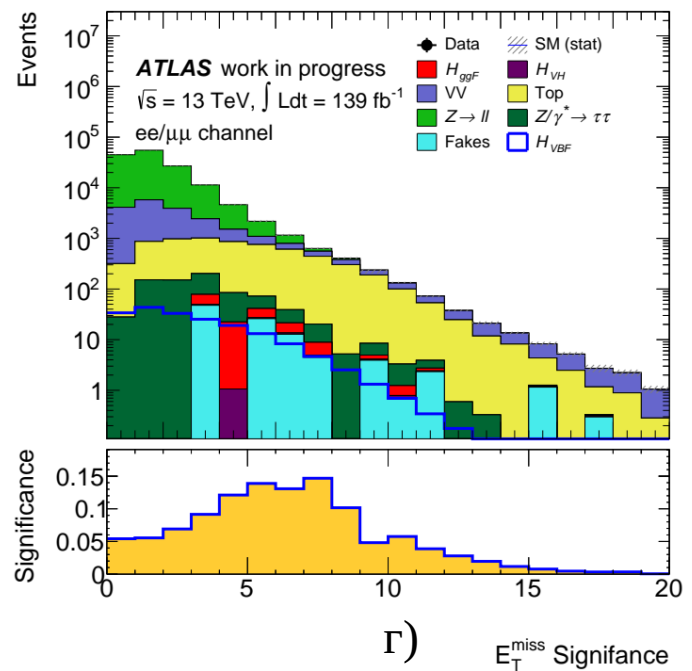 Events
10⁷
10⁶
10⁵
10⁴
10³
10²
10
1
ATLAS work in progress
√s = 13 TeV, ∫ Ldt = 139 fb⁻¹
ee/μμ channel
Data
SM (stat)
H_ggF
H_VH
VV
Top
Z → ll
Z/γ* → ττ
Fakes
H_VBF
Significance
0.15
0.1
0.05
0
0 5 10 15 20
г)
E_T^miss Signifance